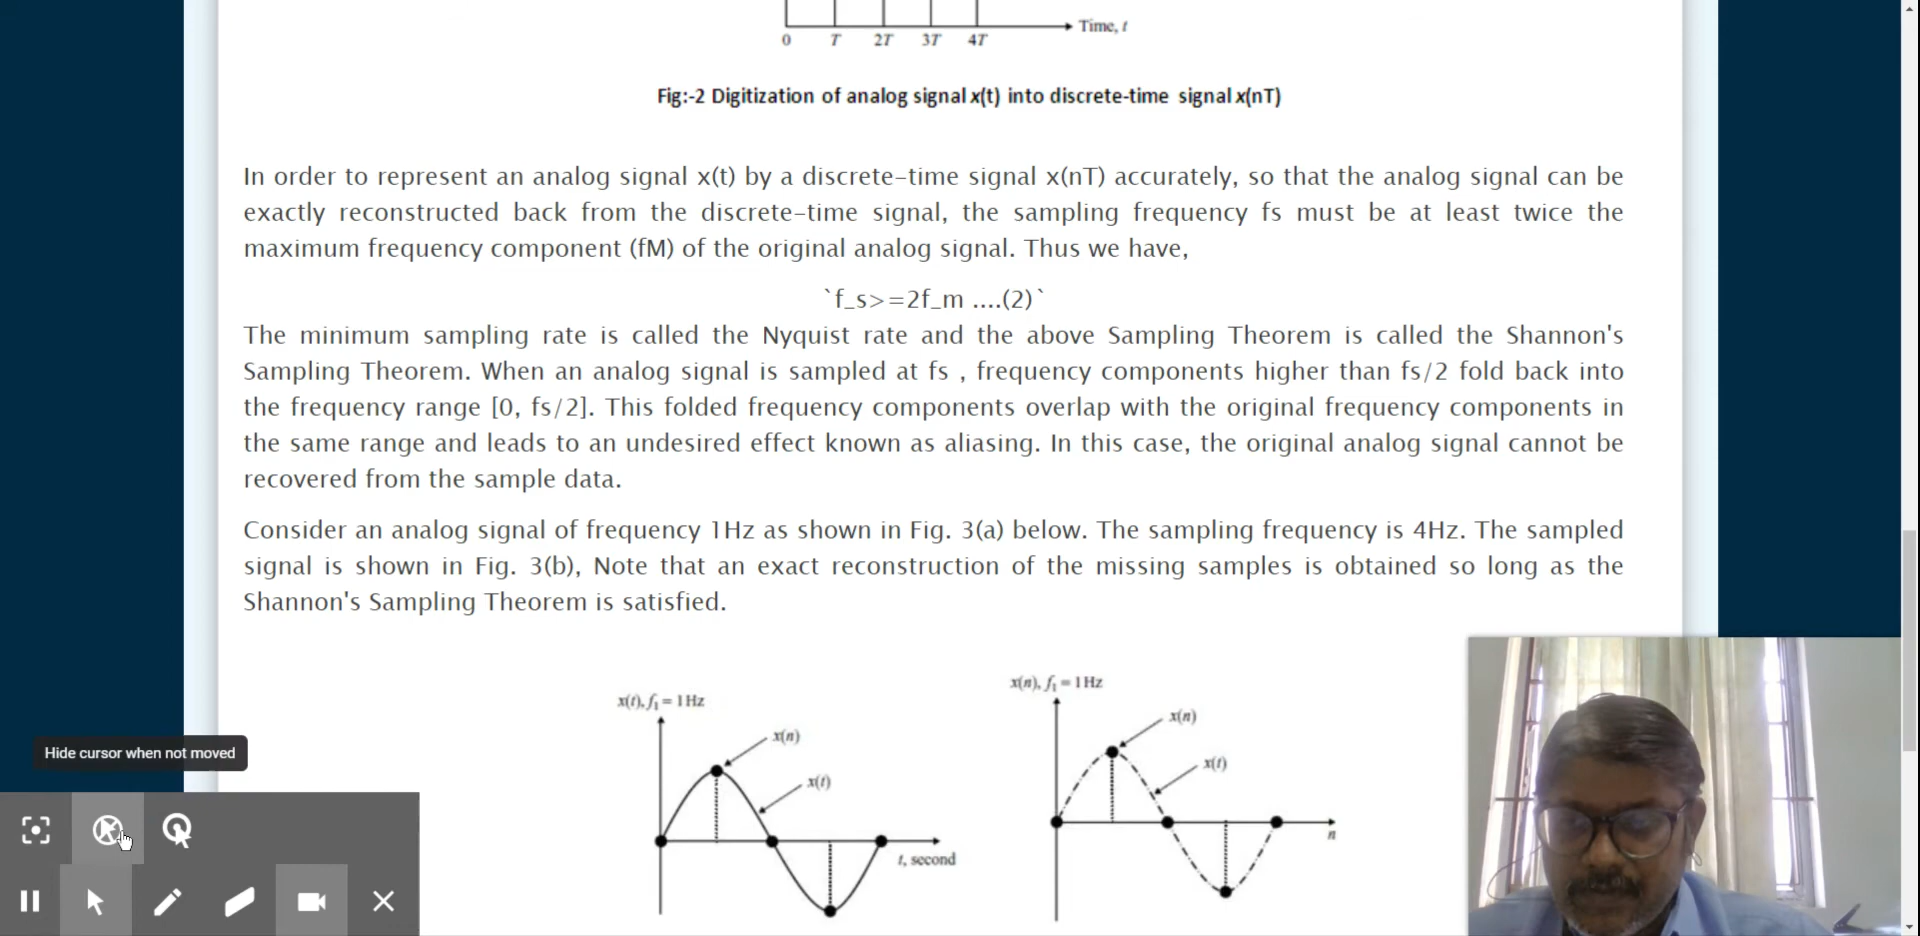 Time, t
0 T 2T 3T 4T
Fig:-2 Digitization of analog signal x(t) into discrete-time signal x(nT)
In order to represent an analog signal x(t) by a discrete-time signal x(nT) accurately, so that the analog signal can be
exactly reconstructed back from the discrete-time signal, the sampling frequency fs must be at least twice the
maximum frequency component (fM) of the original analog signal. Thus we have,
`f_s>=2f_m ....(2)`
The minimum sampling rate is called the Nyquist rate and the above Sampling Theorem is called the Shannon's
Sampling Theorem. When an analog signal is sampled at fs , frequency components higher than fs/2 fold back into
the frequency range [0, fs/2]. This folded frequency components overlap with the original frequency components in
the same range and leads to an undesired effect known as aliasing. In this case, the original analog signal cannot be
recovered from the sample data.
Consider an analog signal of frequency 1Hz as shown in Fig. 3(a) below. The sampling frequency is 4Hz. The sampled
signal is shown in Fig. 3(b), Note that an exact reconstruction of the missing samples is obtained so long as the
Shannon's Sampling Theorem is satisfied.
x(t), f₁ = 1 Hz
x(n)
x(t)
t, second
x(n), f₁ = 1 Hz
x(n)
x(t)
n
Hide cursor when not moved